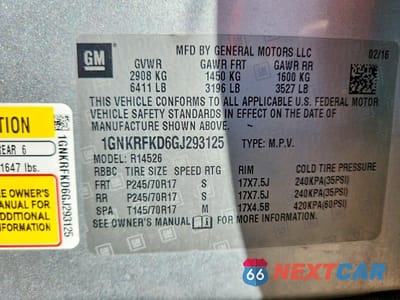 GM
MFD BY GENERAL MOTORS LLC
02/16
GVWR GAWR FRT GAWR RR
2908 KG 1450 KG 1600 KG
6411 LB 3196 LB 3527 LB
THIS VEHICLE CONFORMS TO ALL APPLICABLE U.S. FEDERAL MOTOR
VEHICLE SAFETY STANDARDS IN EFFECT ON THE DATE OF
MANUFACTURE SHOWN ABOVE.
1GNKRFKD6GJ293125 TYPE: M.P.V.
MODEL: R14526
RBBC TIRE SIZE SPEED RTG RIM COLD TIRE PRESSURE
FRT P245/70R17 S 17X7.5J 240KPA(35PSI)
RR P245/70R17 S 17X7.5J 240KPA(35PSI)
SPA T145/70R17 M 17X4.5B 420KPA(60PSI)
SEE OWNER'S MANUAL FOR MORE INFORMATION.
TION
EAR 6
1647 lbs.
E OWNER'S
MANUAL
FOR
1GNKRFKD6GJ293125
66 NEXTCAR